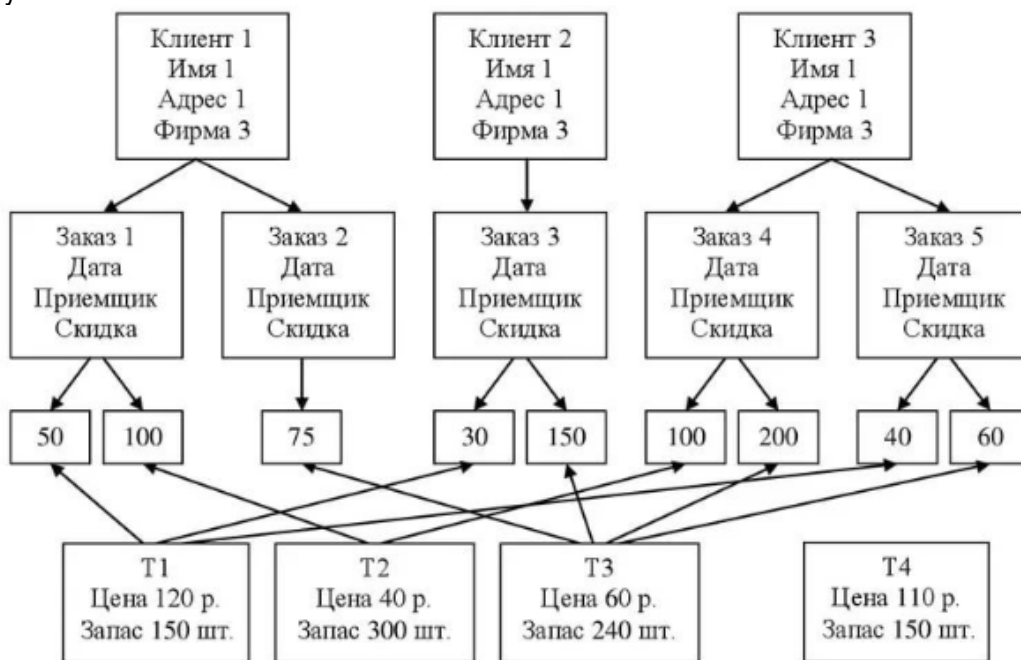 у
Клиент 1
Имя 1
Адрес 1
Фирма 3
Клиент 2
Имя 1
Адрес 1
Фирма 3
Клиент 3
Имя 1
Адрес 1
Фирма 3
Заказ 1
Дата
Приемщик
Скидка
Заказ 2
Дата
Приемщик
Скидка
Заказ 3
Дата
Приемщик
Скидка
Заказ 4
Дата
Приемщик
Скидка
Заказ 5
Дата
Приемщик
Скидка
50
100
75
30
150
100
200
40
60
Т1
Цена 120 р.
Запас 150 шт.
Т2
Цена 40 р.
Запас 300 шт.
Т3
Цена 60 р.
Запас 240 шт.
Т4
Цена 110 р.
Запас 150 шт.